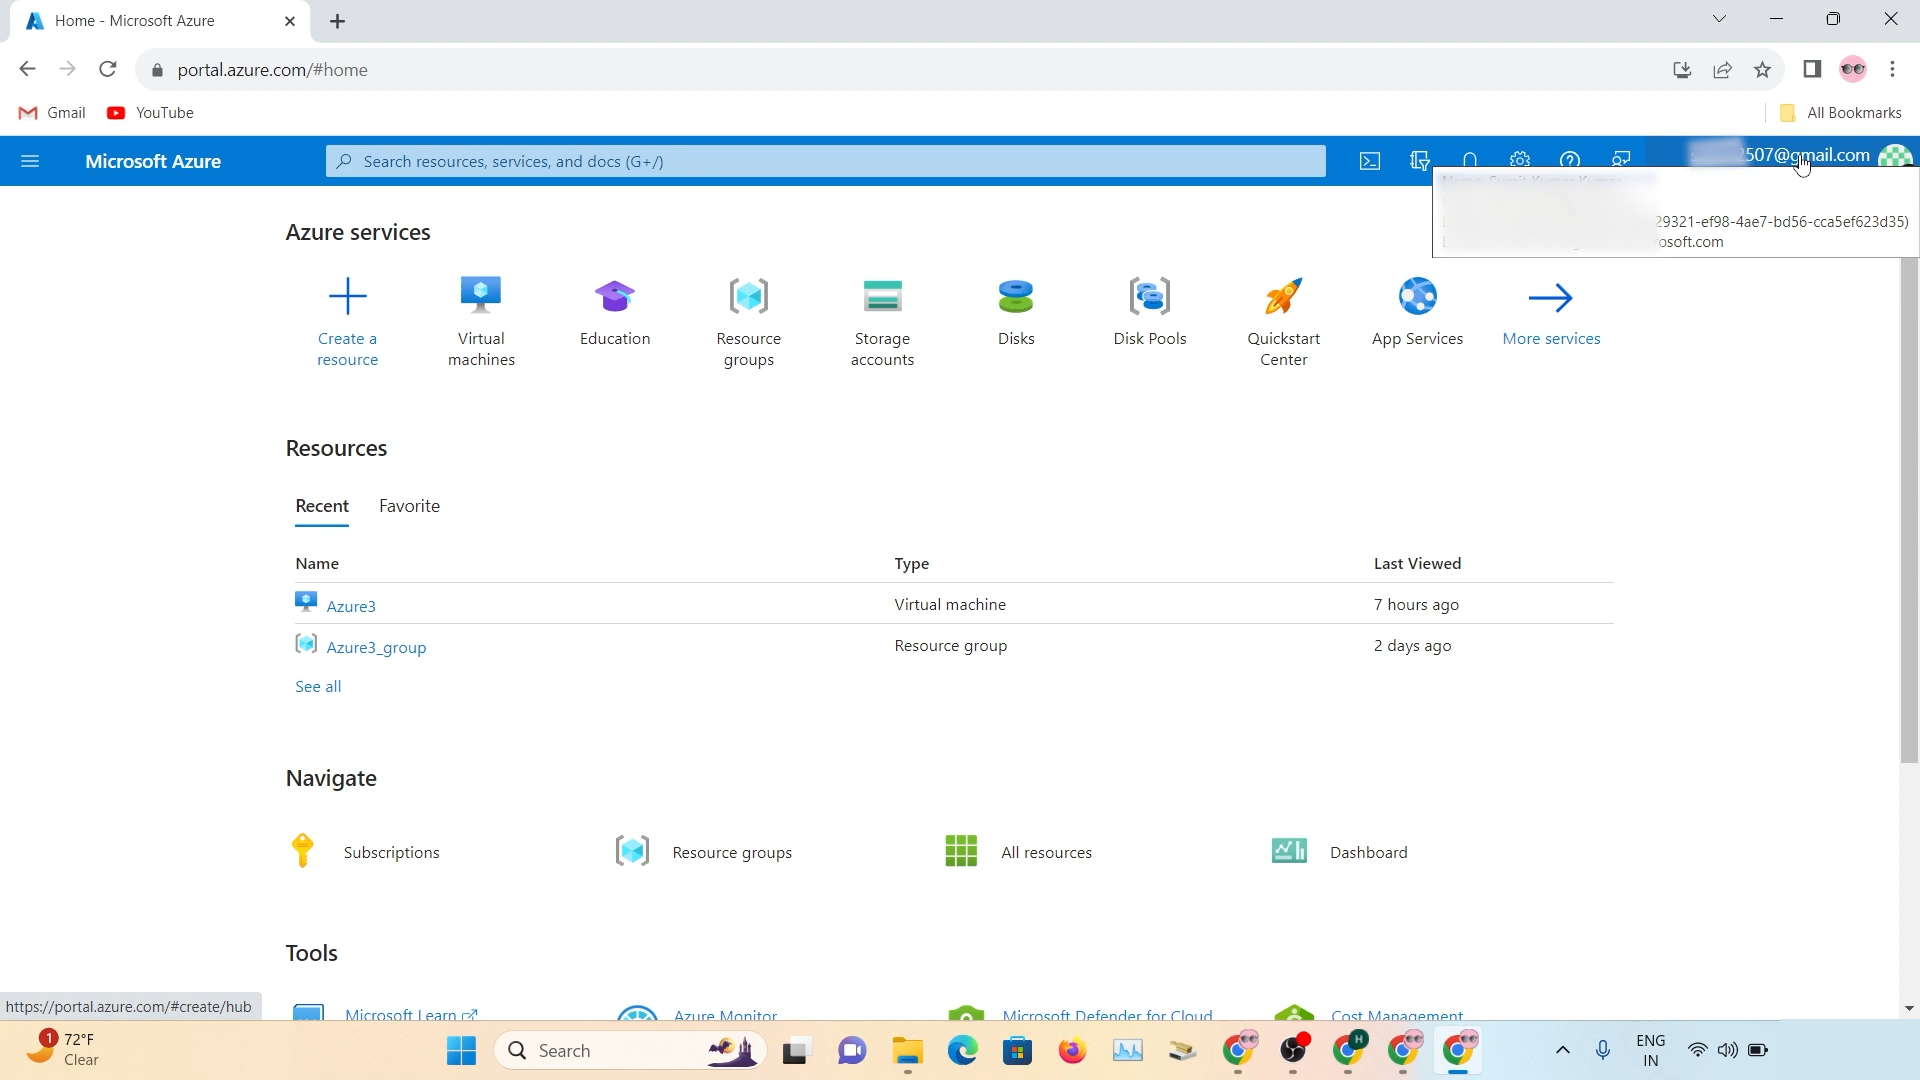 Home - Microsoft Azure
portal.azure.com/#home
Gmail
YouTube
All Bookmarks
Microsoft Azure
Search resources, services, and docs (G+/)
2507@gmail.com
29321-ef98-4ae7-bd56-cca5ef623d35)
osoft.com
Azure services
Create a
resource
Virtual
machines
Education
Resource
groups
Storage
accounts
Disks
Disk Pools
Quickstart
Center
App Services
More services
Resources
Recent
Favorite
Name
Type
Last Viewed
Azure3
Virtual machine
7 hours ago
Azure3_group
Resource group
2 days ago
See all
Navigate
Subscriptions
Resource groups
All resources
Dashboard
Tools
Microsoft Learn
Azure Monitor
Microsoft Defender for Cloud
Cost Management
https://portal.azure.com/#create/hub
1
72°F
Clear
Search
H
ENG
IN